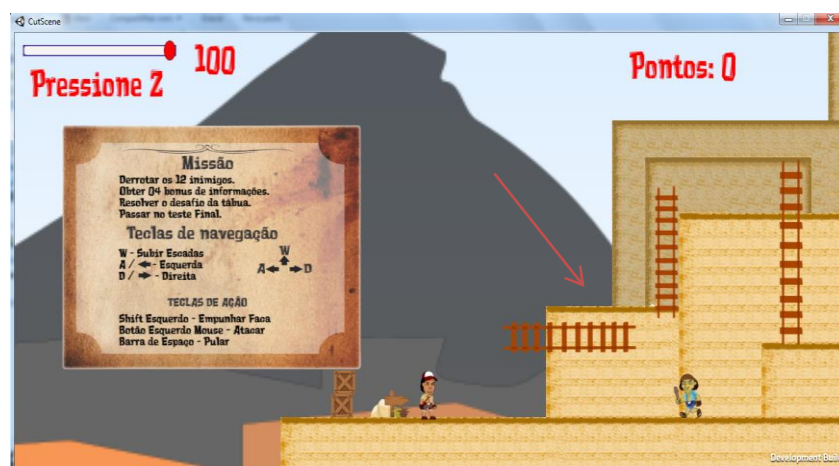 CutScene
100
Pressione Z
Pontos: 0
Missão
Derrotar os 12 inimigos.
Obter 04 bonus de informações.
Resolver o desafio da tábua.
Passar no teste Final.
Teclas de navegação
W - Subir Escadas
A / ← - Esquerda
D / → - Direita
W
A ← → D
TECLAS DE AÇÃO
Shift Esquerdo - Empunhar Faca
Botão Esquerdo Mouse - Atacar
Barra de Espaço - Pular
Development Build